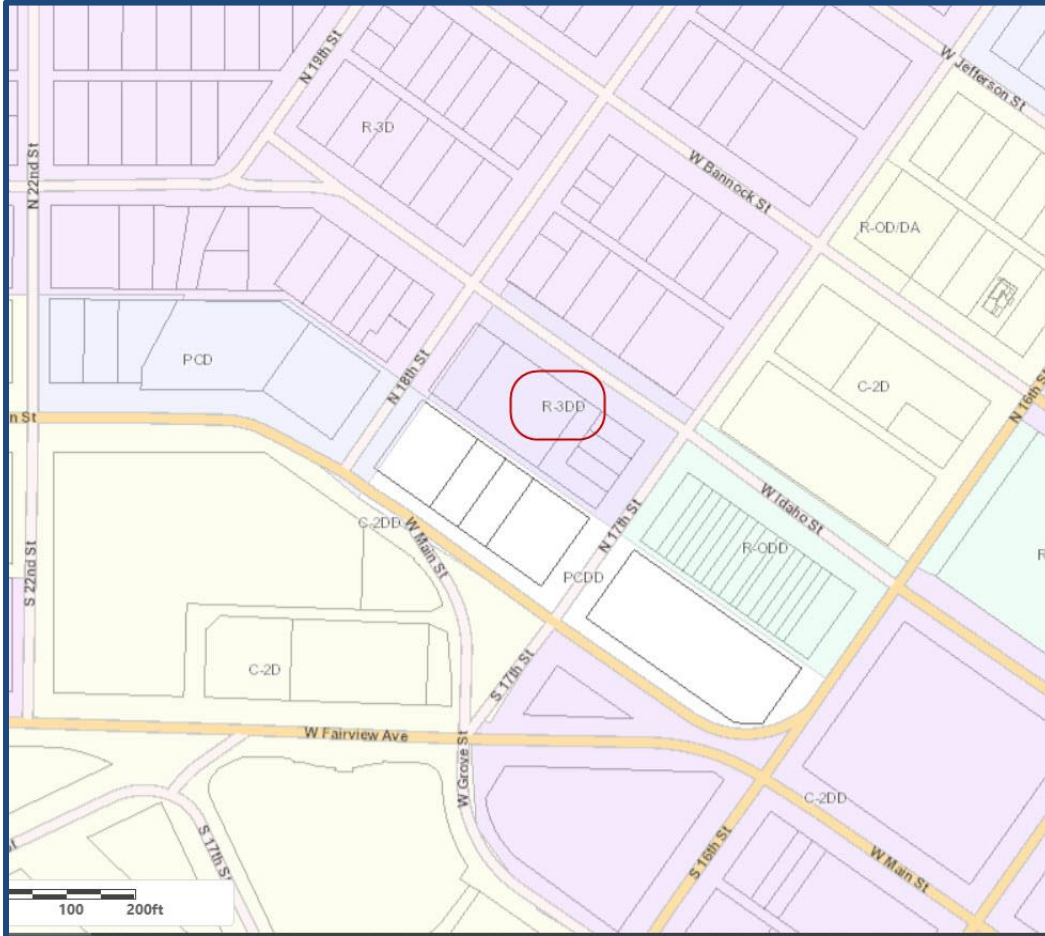 N 19th St
W Jefferson St
N 22nd St
R-3D
W Bannock St
R-OD/DA
PCD
N 18th St
C-2D
N 16th St
R-3DD
n St
W Idaho St
N 17th St
C-2DD
W Main St
R-ODD
S 22nd St
PCDD
C-2D
S 17th St
W Fairview Ave
W Grove St
C-2DD
S 17th St
S 16th St
W Main St
100 200ft